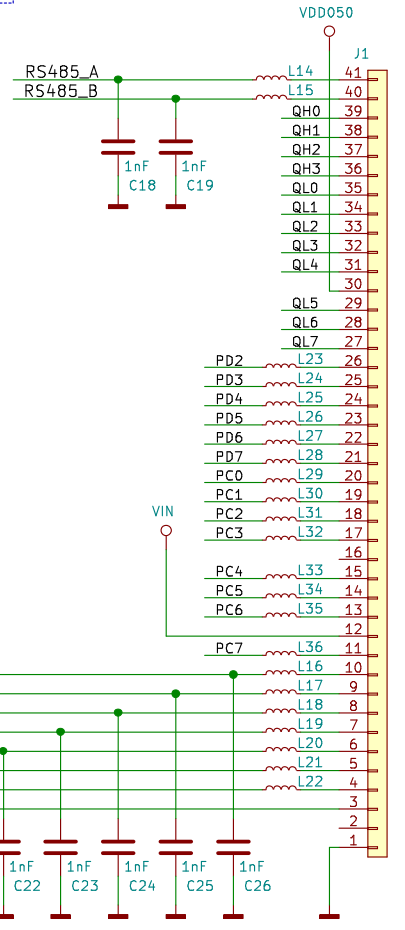 VDD050
J1
RS485_A L14 41
RS485_B L15 40
QH0 39
QH1 38
QH2 37
1nF 1nF QH3 36
C18 C19 QL0 35
QL1 34
QL2 33
QL3 32
QL4 31
30
QL5 29
QL6 28
QL7 27
PD2 L23 26
PD3 L24 25
PD4 L25 24
PD5 L26 23
PD6 L27 22
PD7 L28 21
PC0 L29 20
PC1 L30 19
VIN PC2 L31 18
PC3 L32 17
16
PC4 L33 15
PC5 L34 14
PC6 L35 13
12
PC7 L36 11
L16 10
L17 9
L18 8
L19 7
L20 6
L21 5
L22 4
3
2
1
1nF 1nF 1nF 1nF 1nF
C22 C23 C24 C25 C26